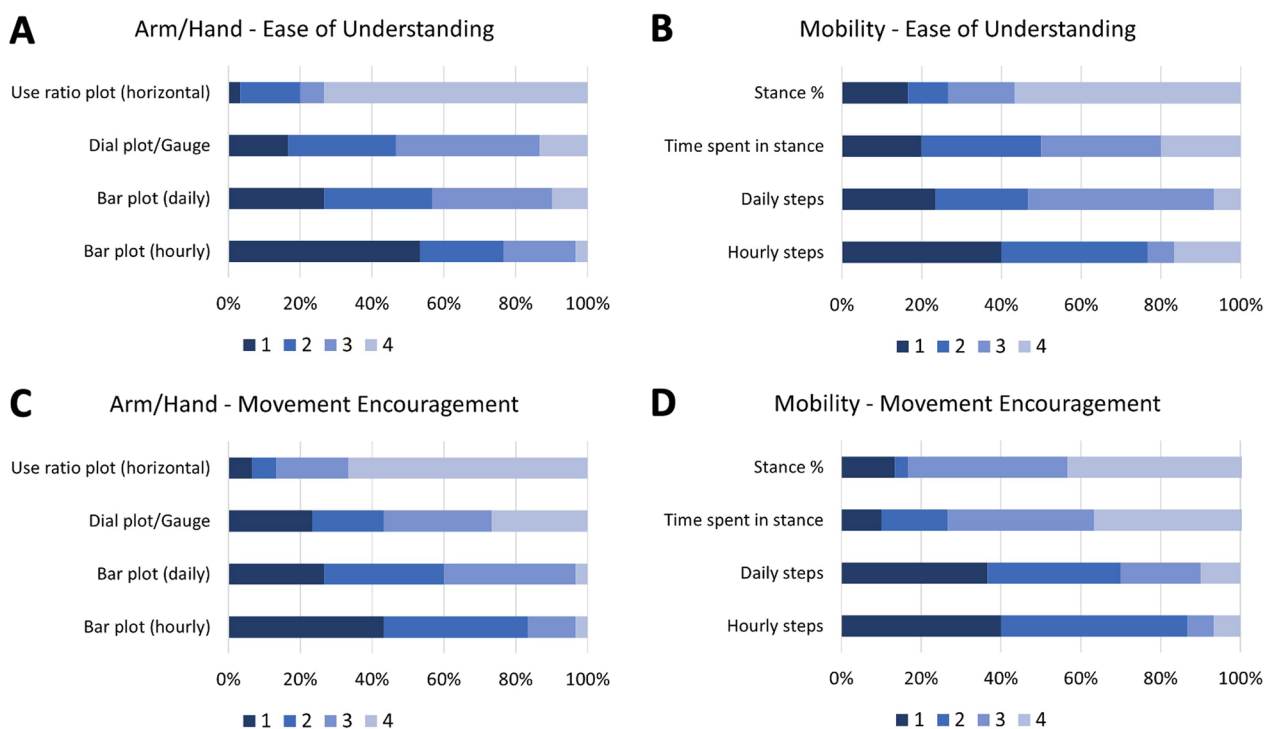 A
Arm/Hand - Ease of Understanding
Use ratio plot (horizontal)
Dial plot/Gauge
Bar plot (daily)
Bar plot (hourly)
0% 20% 40% 60% 80% 100%
1 2 3 4
B
Mobility - Ease of Understanding
Stance %
Time spent in stance
Daily steps
Hourly steps
0% 20% 40% 60% 80% 100%
1 2 3 4
C
Arm/Hand - Movement Encouragement
Use ratio plot (horizontal)
Dial plot/Gauge
Bar plot (daily)
Bar plot (hourly)
0% 20% 40% 60% 80% 100%
1 2 3 4
D
Mobility - Movement Encouragement
Stance %
Time spent in stance
Daily steps
Hourly steps
0% 20% 40% 60% 80% 100%
1 2 3 4